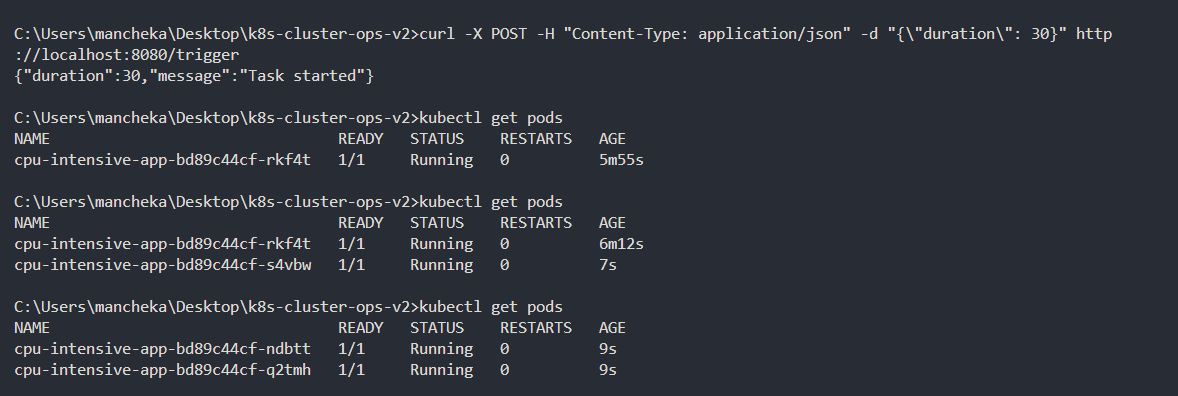 C:\Users\mancheka\Desktop\k8s-cluster-ops-v2>curl -X POST -H "Content-Type: application/json" -d "{\"duration\": 30}" http
://localhost:8080/trigger
{"duration":30,"message":"Task started"}
C:\Users\mancheka\Desktop\k8s-cluster-ops-v2>kubectl get pods
NAME READY STATUS RESTARTS AGE
cpu-intensive-app-bd89c44cf-rkf4t 1/1 Running 0 5m55s
C:\Users\mancheka\Desktop\k8s-cluster-ops-v2>kubectl get pods
NAME READY STATUS RESTARTS AGE
cpu-intensive-app-bd89c44cf-rkf4t 1/1 Running 0 6m12s
cpu-intensive-app-bd89c44cf-s4vbw 1/1 Running 0 7s
C:\Users\mancheka\Desktop\k8s-cluster-ops-v2>kubectl get pods
NAME READY STATUS RESTARTS AGE
cpu-intensive-app-bd89c44cf-ndbtt 1/1 Running 0 9s
cpu-intensive-app-bd89c44cf-q2tmh 1/1 Running 0 9s